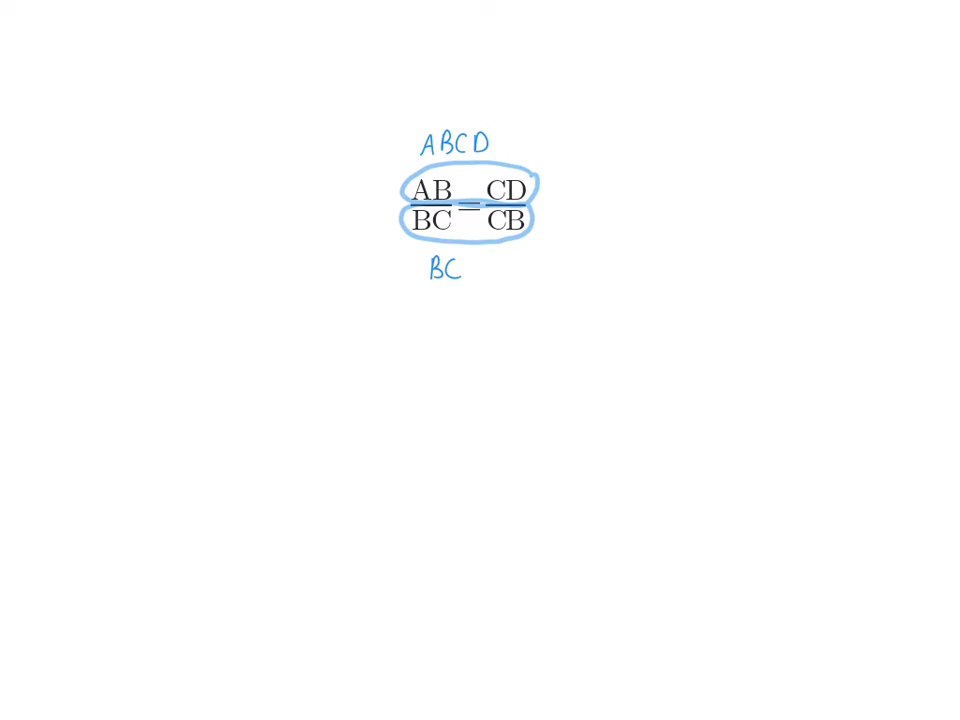 ABCD
AB/BC = CD/CB
BC